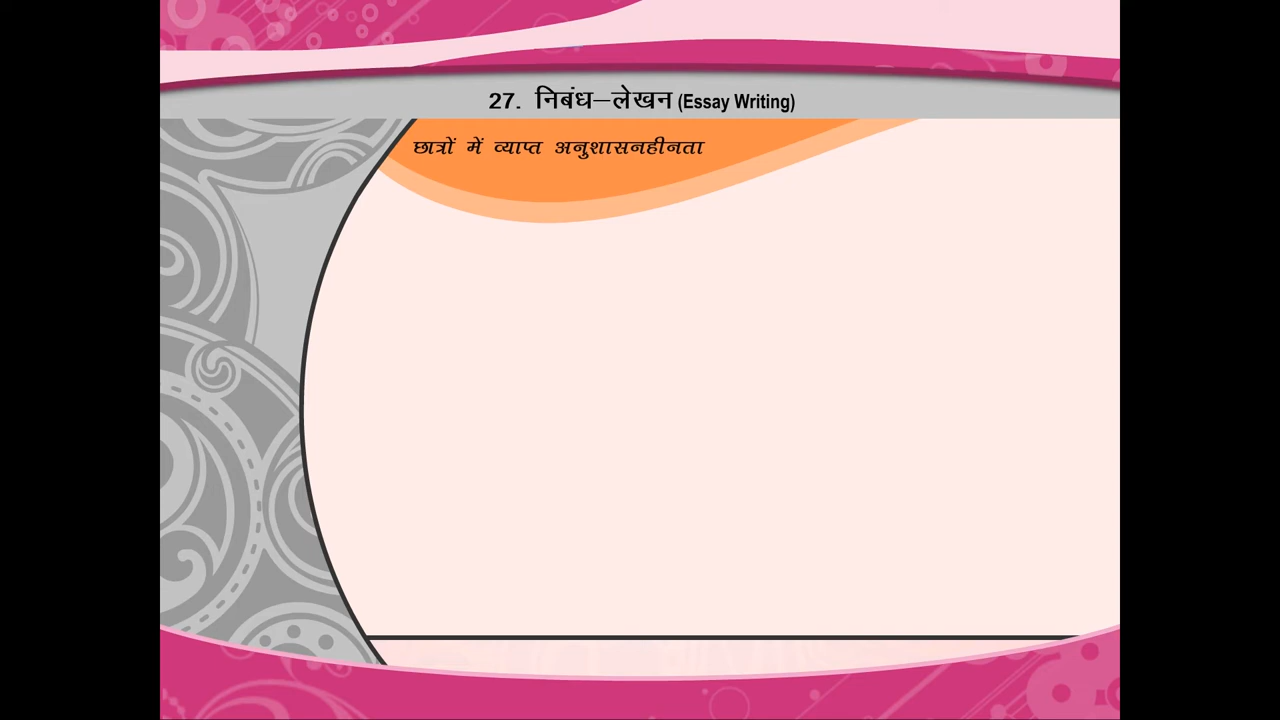 27. निबंध–लेखन (Essay Writing)
छात्रों में व्याप्त अनुशासनहीनता